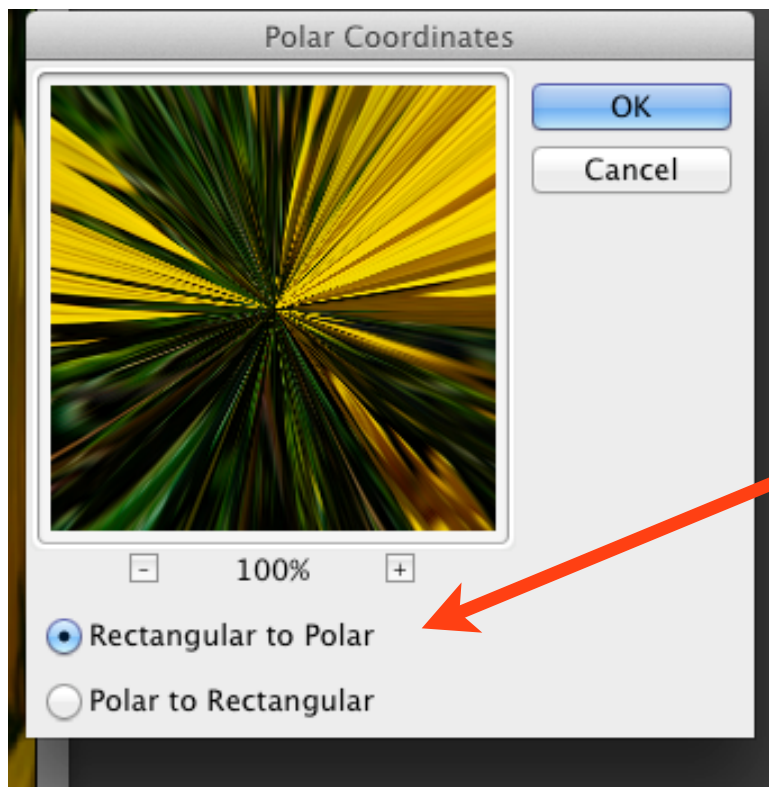 Polar Coordinates
OK
Cancel
- 100% +
Rectangular to Polar
Polar to Rectangular